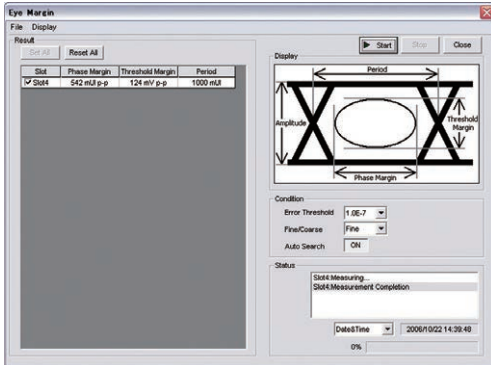 Eye Margin
File Display
Result
Set All Reset All
Slot Phase Margin Threshold Margin Period
Slot4 542 mUI p-p 124 mV p-p 1000 mUI
Start Stop Close
Display
Period
Amplitude
Threshold
Margin
Phase Margin
Condition
Error Threshold 1.0E-7
Fine/Coarse Fine
Auto Search ON
Status
Slot4:Measuring...
Slot4:Measurement Completion
Date&Time 2006/10/22 14:39:48
0%